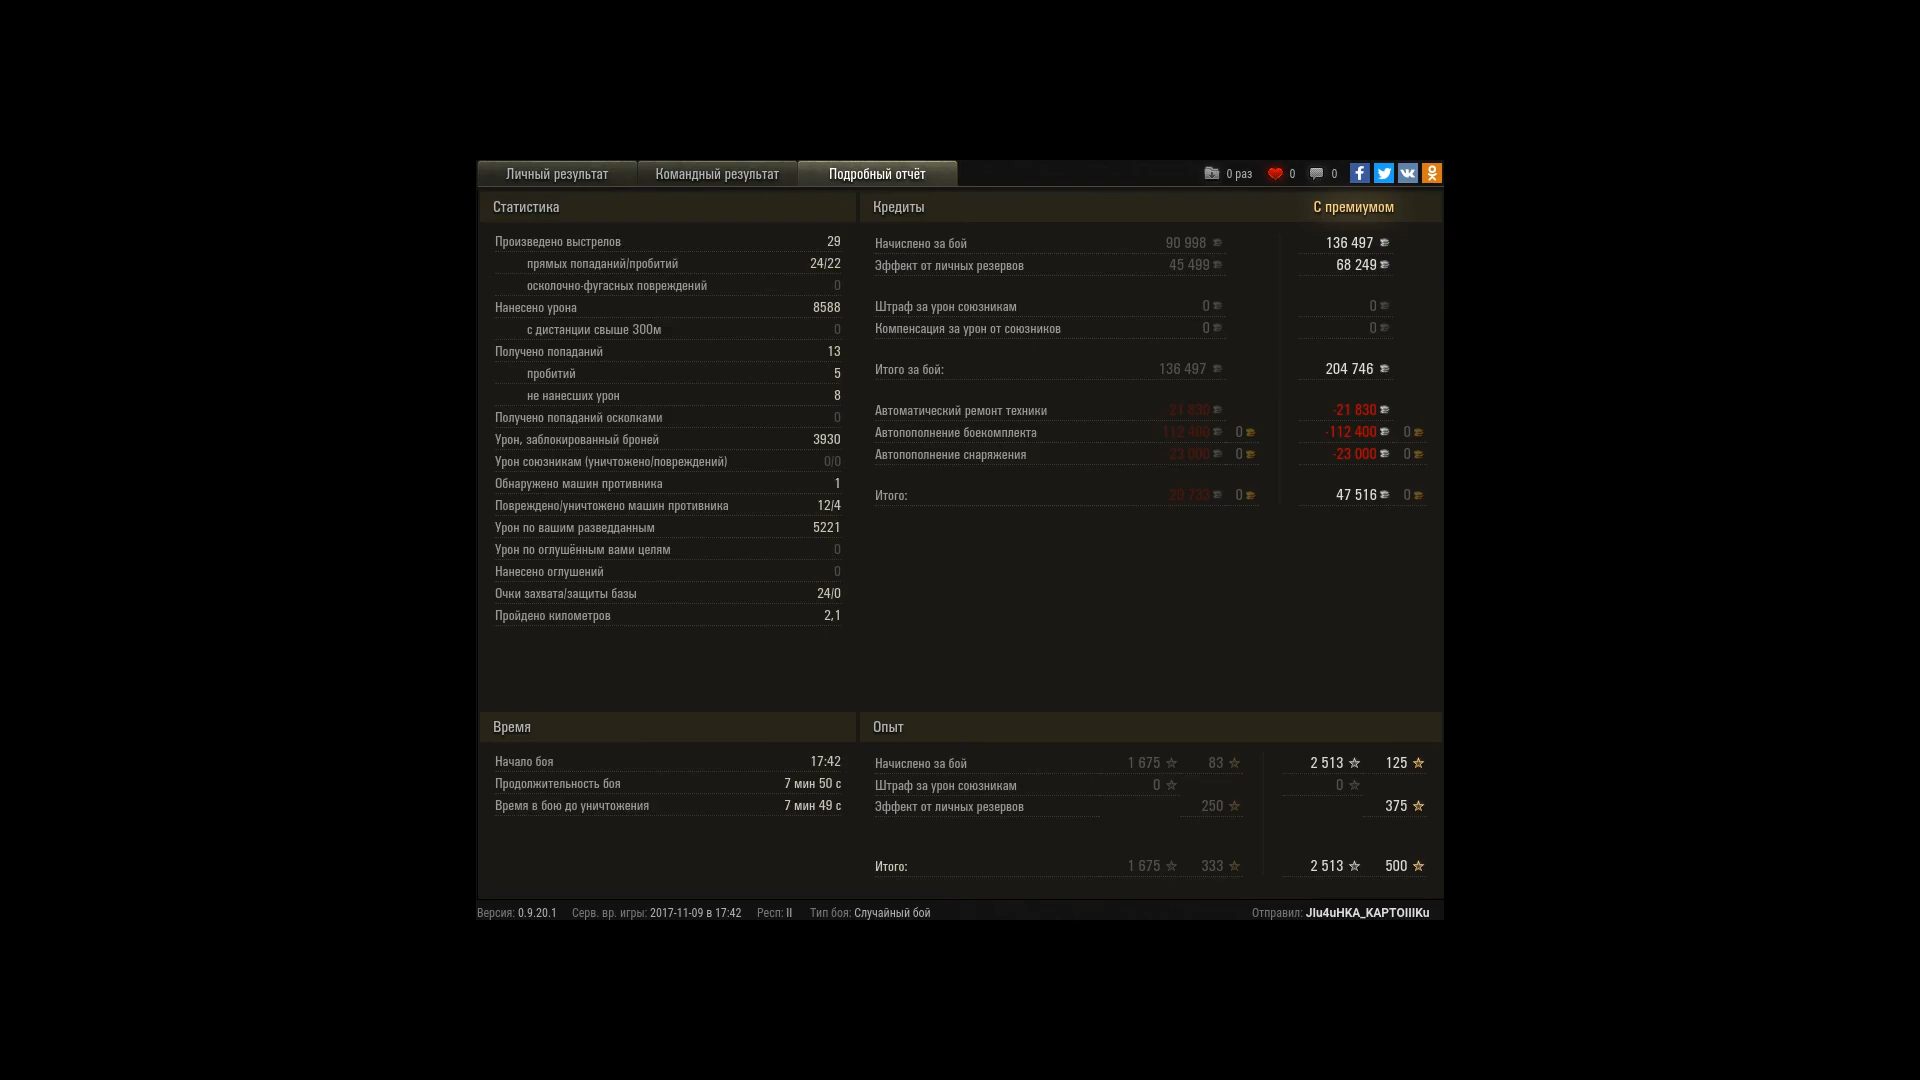 Личный результат Командный результат Подробный отчёт 0 раз 0 0
Статистика
Произведено выстрелов 29
прямых попаданий/пробитий 24/22
осколочно-фугасных повреждений 0
Нанесено урона 8588
с дистанции свыше 300м 0
Получено попаданий 13
пробитий 5
не нанесших урон 8
Получено попаданий осколками 0
Урон, заблокированный броней 3930
Урон союзникам (уничтожено/повреждений) 0/0
Обнаружено машин противника 1
Повреждено/уничтожено машин противника 12/4
Урон по вашим разведданным 5221
Урон по оглушённым вами целям 0
Нанесено оглушений 0
Очки захвата/защиты базы 24/0
Пройдено километров 2,1
Кредиты С премиумом
Начислено за бой 90 998 136 497
Эффект от личных резервов 45 499 68 249
Штраф за урон союзникам 0 0
Компенсация за урон от союзников 0 0
Итого за бой: 136 497 204 746
Автоматический ремонт техники -21 830 -21 830
Автопополнение боекомплекта -112 400 0 -112 400 0
Автопополнение снаряжения -23 000 0 -23 000 0
Итого: -20 733 0 47 516 0
Время
Начало боя 17:42
Продолжительность боя 7 мин 50 с
Время в бою до уничтожения 7 мин 49 с
Опыт
Начислено за бой 1 675 83 2 513 125
Штраф за урон союзникам 0 0
Эффект от личных резервов 250 375
Итого: 1 675 333 2 513 500
Версия: 0.9.20.1 Серв. вр. игры: 2017-11-09 в 17:42 Респ: II Тип боя: Случайный бой Отправил: JIu4uHKA_KAPTOIIIKu